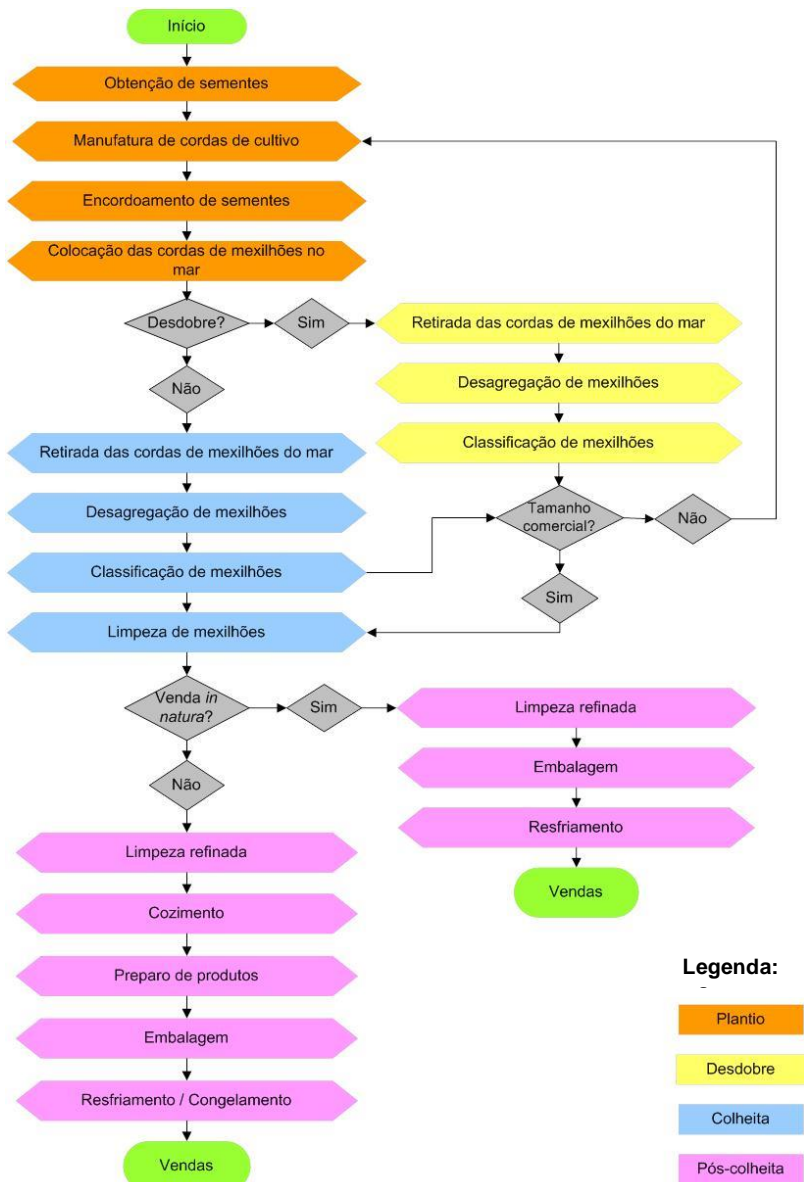 Início
Obtenção de sementes
Manufatura de cordas de cultivo
Encordoamento de sementes
Colocação das cordas de mexilhões no
mar
Desdobre?
Sim
Retirada das cordas de mexilhões do mar
Desagregação de mexilhões
Classificação de mexilhões
Tamanho
comercial?
Não
Sim
Não
Retirada das cordas de mexilhões do mar
Desagregação de mexilhões
Classificação de mexilhões
Limpeza de mexilhões
Venda in
natura?
Sim
Limpeza refinada
Embalagem
Resfriamento
Vendas
Não
Limpeza refinada
Cozimento
Preparo de produtos
Embalagem
Resfriamento / Congelamento
Vendas
Legenda:
Plantio
Desdobre
Colheita
Pós-colheita